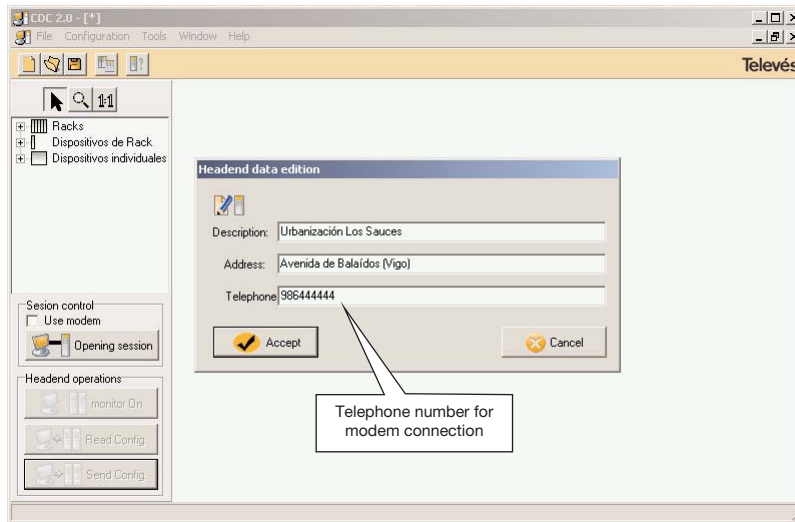 CDC 2.0 - [*]
File Configuration Tools Window Help
Televés
1:1
Racks
Dispositivos de Rack
Dispositivos individuales
Headend data edition
Description: Urbanización Los Sauces
Address: Avenida de Balaídos (Vigo)
Telephone 986444444
Accept
Cancel
Telephone number for
modem connection
Sesion control
Use modem
Opening session
Headend operations
monitor On
Read Config.
Send Config.